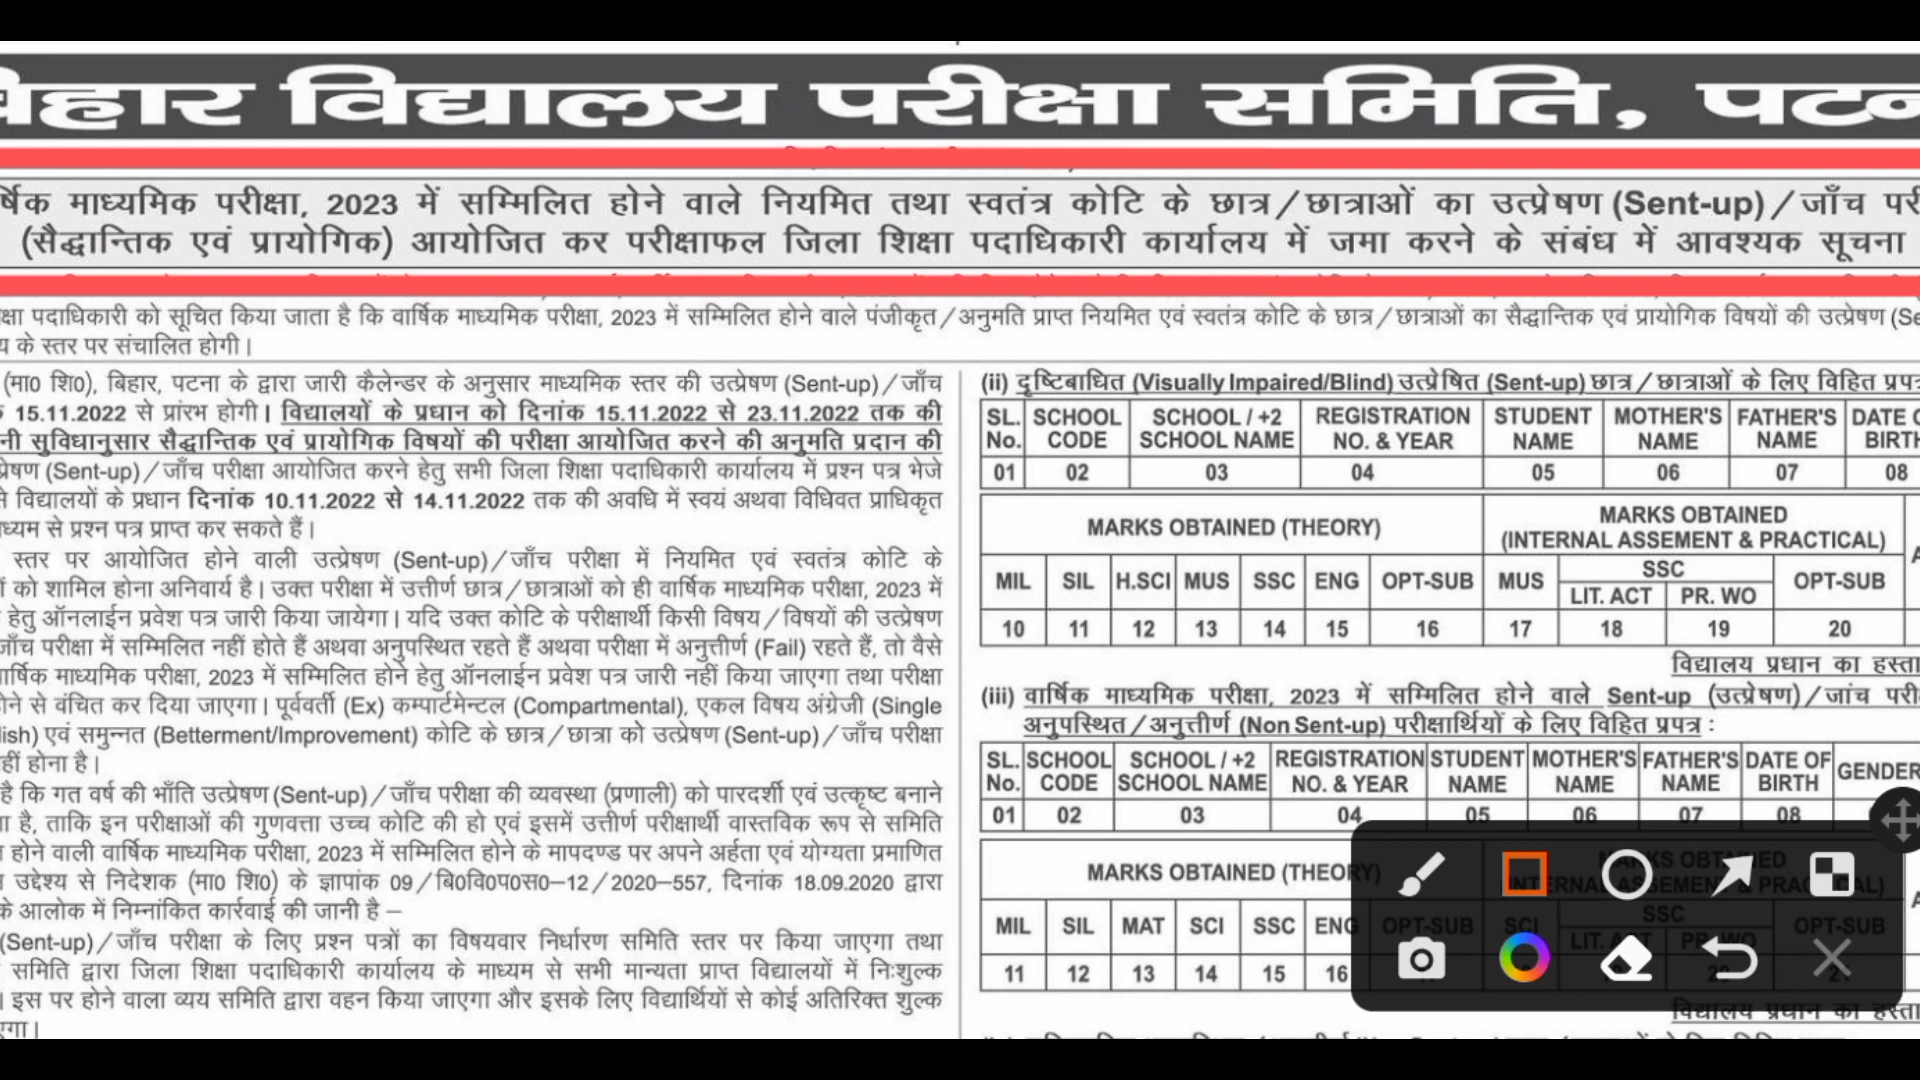 बिहार विद्यालय परीक्षा समिति,
माध्यमिक परीक्षा, 2023 में सम्मिलित होने वाले नियमित तथा स्वतंत्र कोटि के छात्र/छात्राओं का उत्प्रेषण (Sent-up)/जाँच
(सैद्धान्तिक एवं प्रायोगिक) आयोजित कर परीक्षाफल जिला शिक्षा पदाधिकारी कार्यालय में जमा करने के संबंध में आवश्यक सूचना
पदाधिकारी को सूचित किया जाता है कि वार्षिक माध्यमिक परीक्षा, 2023 में सम्मिलित होने वाले पंजीकृत/अनुमति प्राप्त नियमित एवं स्वतंत्र कोटि के छात्र/छात्राओं का सैद्धान्तिक एवं प्रायोगिक विषयों की उत्प्रेषण
के स्तर पर संचालित होगी।
(मा0 शि0), बिहार, पटना के द्वारा जारी कैलेन्डर के अनुसार माध्यमिक स्तर की उत्प्रेषण (Sent-up)/जाँच
15.11.2022 से प्रांरभ होगी। विद्यालयों के प्रधान को दिनांक 15.11.2022 से 23.11.2022 तक की
सुविधानुसार सैद्धान्तिक एवं प्रायोगिक विषयों की परीक्षा आयोजित करने की अनुमति प्रदान की
(Sent-up)/जाँच परीक्षा आयोजित करने हेतु सभी जिला शिक्षा पदाधिकारी कार्यालय में प्रश्न पत्र भेजे
विद्यालयों के प्रधान दिनांक 10.11.2022 से 14.11.2022 तक की अवधि में स्वयं अथवा विधिवत प्राधिकृत
से प्रश्न पत्र प्राप्त कर सकते हैं।
स्तर पर आयोजित होने वाली उत्प्रेषण (Sent-up)/जाँच परीक्षा में नियमित एवं स्वतंत्र कोटि के
को शामिल होना अनिवार्य है। उक्त परीक्षा में उत्तीर्ण छात्र/छात्राओं को ही वार्षिक माध्यमिक परीक्षा, 2023 में
हेतु ऑनलाईन प्रवेश पत्र जारी किया जायेगा। यदि उक्त कोटि के परीक्षार्थी किसी विषय/विषयों की उत्प्रेषण
जाँच परीक्षा में सम्मिलित नहीं होते हैं अथवा अनुपस्थित रहते हैं अथवा परीक्षा में अनुत्तीर्ण (Fail) रहते हैं, तो वैसे
माध्यमिक परीक्षा, 2023 में सम्मिलित होने हेतु ऑनलाईन प्रवेश पत्र जारी नहीं किया जाएगा तथा परीक्षा
से वंचित कर दिया जाएगा। पूर्ववर्ती (Ex) कम्पार्टमेन्टल (Compartmental), एकल विषय अंग्रेजी (Single
एवं समुन्नत (Betterment/Improvement) कोटि के छात्र/छात्रा को उत्प्रेषण (Sent-up)/जाँच परीक्षा
होना है।
है कि गत वर्ष की भाँति उत्प्रेषण (Sent-up)/जाँच परीक्षा की व्यवस्था (प्रणाली) को पारदर्शी एवं उत्कृष्ट बनाने
है, ताकि इन परीक्षाओं की गुणवत्ता उच्च कोटि की हो एवं इसमें उत्तीर्ण परीक्षार्थी वास्तविक रूप से समिति
होने वाली वार्षिक माध्यमिक परीक्षा, 2023 में सम्मिलित होने के मापदण्ड पर अपने अर्हता एवं योग्यता प्रमाणित
उद्देश्य से निदेशक (मा0 शि0) के ज्ञापांक 09/बि0वि0प0स0–12/2020–557, दिनांक 18.09.2020 द्वारा
के आलोक में निम्नांकित कार्रवाई की जानी है –
(Sent-up)/जाँच परीक्षा के लिए प्रश्न पत्रों का विषयवार निर्धारण समिति स्तर पर किया जाएगा तथा
समिति द्वारा जिला शिक्षा पदाधिकारी कार्यालय के माध्यम से सभी मान्यता प्राप्त विद्यालयों में निःशुल्क
। इस पर होने वाला व्यय समिति द्वारा वहन किया जाएगा और इसके लिए विद्यार्थियों से कोई अतिरिक्त शुल्क
(ii) दृष्टिबाधित (Visually Impaired/Blind) उत्प्रेषित (Sent-up) छात्र/छात्राओं के लिए विहित
SL. No. SCHOOL CODE SCHOOL / +2 SCHOOL NAME REGISTRATION NO. & YEAR STUDENT NAME MOTHER'S NAME FATHER'S NAME DATE
01 02 03 04 05 06 07 08
MARKS OBTAINED (THEORY) MARKS OBTAINED (INTERNAL ASSEMENT & PRACTICAL)
MIL SIL H.SCI MUS SSC ENG OPT-SUB MUS SSC OPT-SUB
LIT. ACT PR. WO
10 11 12 13 14 15 16 17 18 19 20
विद्यालय प्रधान का
(iii) वार्षिक माध्यमिक परीक्षा, 2023 में सम्मिलित होने वाले Sent-up (उत्प्रेषण)/जांच
अनुपस्थित/अनुत्तीर्ण (Non Sent-up) परीक्षार्थियों के लिए विहित प्रपत्र :
SL. No. SCHOOL CODE SCHOOL / +2 SCHOOL NAME REGISTRATION NO. & YEAR STUDENT NAME MOTHER'S NAME FATHER'S NAME DATE OF BIRTH GENDER
01 02 03 04 05 06 07 08
MARKS OBTAINED (THEORY) MARKS OBTAINED
MIL SIL MAT SCI SSC ENG OPT-SUB SCI SSC OPT-SUB
11 12 13 14 15 16
विद्यालय प्रधान का